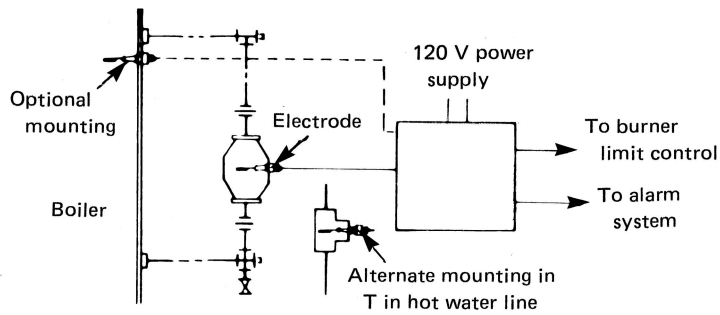 120 V power
supply
Optional
mounting
Electrode
To burner
limit control
Boiler
To alarm
system
Alternate mounting in
T in hot water line